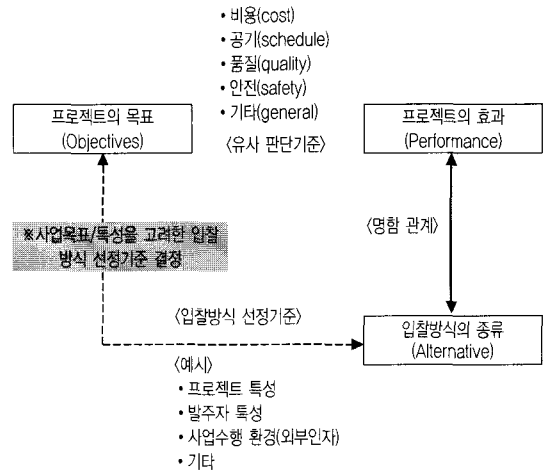 • 비용(cost)
• 공기(schedule)
• 품질(quality)
• 안전(safety)
• 기타(general)
〈유사 판단기준〉
프로젝트의 목표
(Objectives)
프로젝트의 효과
(Performance)
※사업목표/특성을 고려한 입찰
방식 선정기준 결정
〈명함 관계〉
〈입찰방식 선정기준〉
입찰방식의 종류
(Alternative)
〈예시〉
• 프로젝트 특성
• 발주자 특성
• 사업수행 환경(외부인자)
• 기타